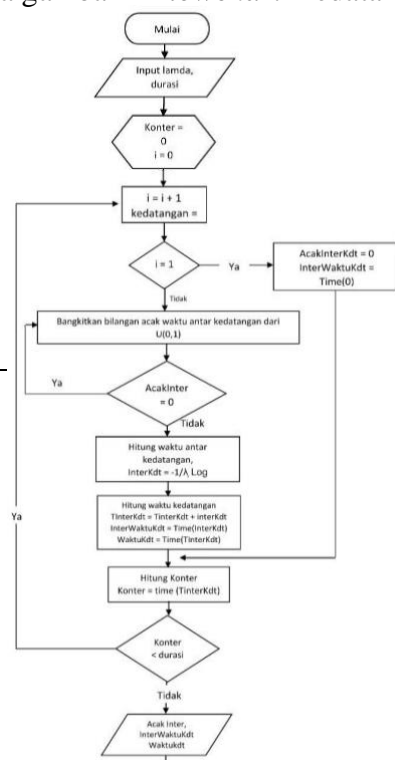 Mulai
Input lamda,
durasi
Konter =
0
i = 0
i = i + 1
kedatangan =
i = 1
Ya
AcakInterKdt = 0
InterWaktuKdt =
Time(0)
Tidak
Bangkitkan bilangan acak waktu antar kedatangan dari
U(0,1)
Ya
AcakInter
= 0
Tidak
Hitung waktu antar
kedatangan,
InterKdt = -1/λ Log
Hitung waktu kedatangan
TinterKdt = TinterKdt + interKdt
InterWaktuKdt = Time(InterKdt)
WaktuKdt = Time(TinterKdt)
Ya
Hitung Konter
Konter = time (TinterKdt)
Konter
< durasi
Tidak
Acak Inter,
InterWaktuKdt
Waktukdt